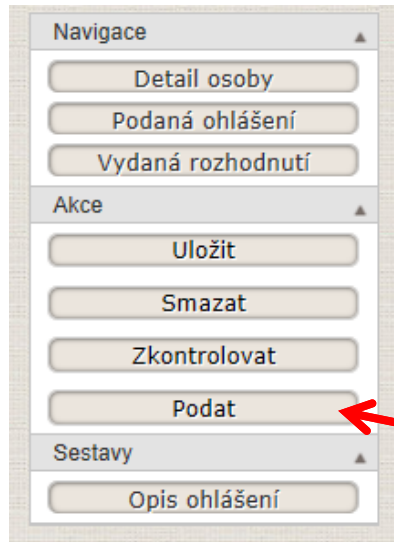 Navigace
Detail osoby
Podaná ohlášení
Vydaná rozhodnutí
Akce
Uložit
Smazat
Zkontrolovat
Podat
Sestavy
Opis ohlášení